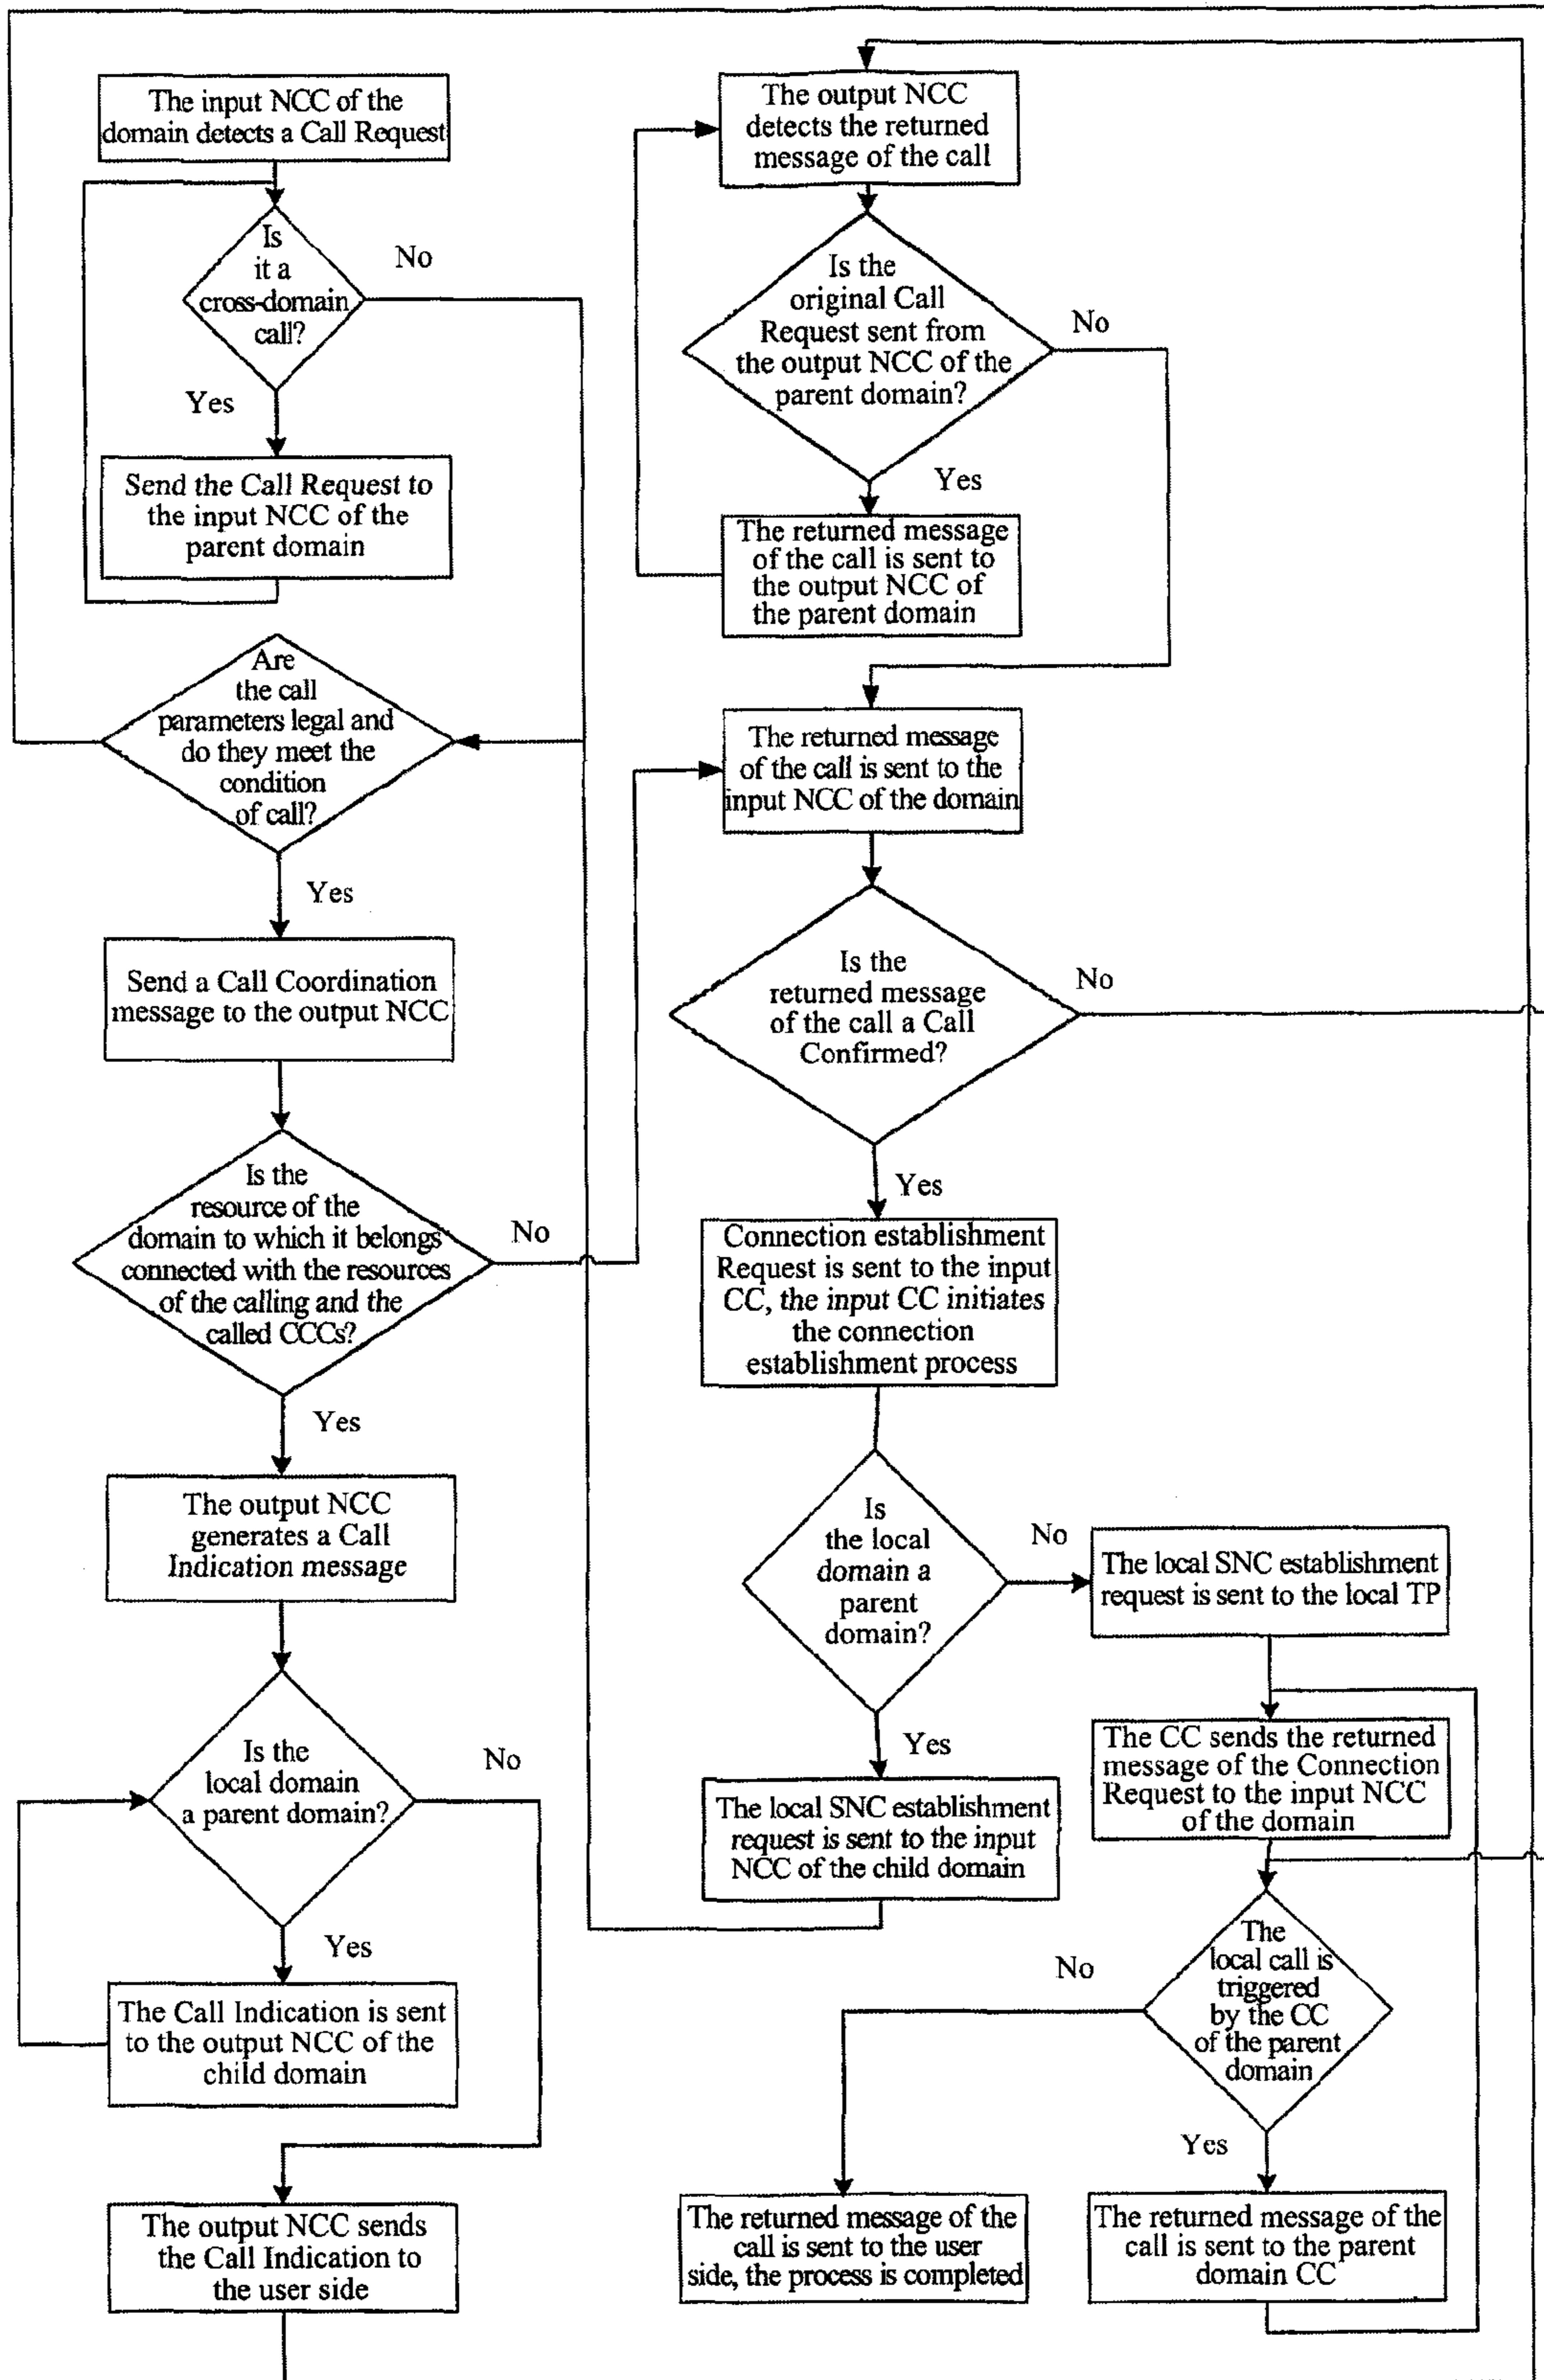 The input NCC of the
domain detects a Call Request
Is
it a
cross-domain
call?
No
Yes
Send the Call Request to
the input NCC of the
parent domain
Are
the call
parameters legal and
do they meet the
condition
of call?
Yes
Send a Call Coordination
message to the output NCC
Is the
resource of the
domain to which it belongs
connected with the resources
of the calling and the
called CCCs?
No
Yes
The output NCC
generates a Call
Indication message
Is the
local domain
a parent domain?
No
Yes
The Call Indication is sent
to the output NCC of the
child domain
The output NCC sends
the Call Indication to
the user side
The output NCC
detects the returned
message of the call
Is the
original Call
Request sent from
the output NCC of the
parent domain?
No
Yes
The returned message
of the call is sent to
the output NCC of
the parent domain
The returned message
of the call is sent to the
input NCC of the domain
Is the
returned message
of the call a Call
Confirmed?
No
Yes
Connection establishment
Request is sent to the input
CC, the input CC initiates
the connection
establishment process
Is
the local
domain a
parent
domain?
No
Yes
The local SNC establishment
request is sent to the input
NCC of the child domain
The local SNC establishment
request is sent to the local TP
The CC sends the returned
message of the Connection
Request to the input NCC
of the domain
The
local call is
triggered
by the CC
of the parent
domain
No
Yes
The returned message of the
call is sent to the user
side, the process is completed
The returned message of the
call is sent to the parent
domain CC